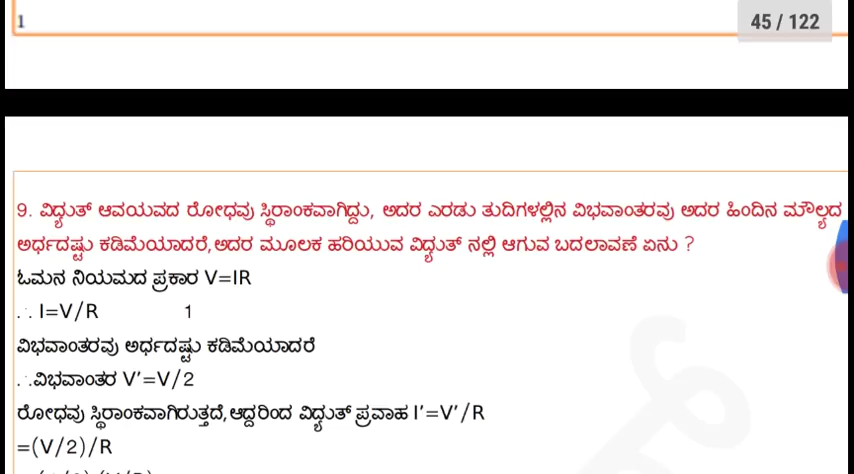 1
45 / 122
9. ವಿದ್ಯುತ್ ಆವಯವದ ರೋಧವು ಸ್ಥಿರಾಂಕವಾಗಿದ್ದು, ಅದರ ಎರಡು ತುದಿಗಳಲ್ಲಿನ ವಿಭವಾಂತರವು ಅದರ ಹಿಂದಿನ ಮೌಲ್ಯದ
ಅರ್ಧದಷ್ಟು ಕಡಿಮೆಯಾದರೆ,ಅದರ ಮೂಲಕ ಹರಿಯುವ ವಿಧ್ಯುತ್ ನಲ್ಲಿ ಆಗುವ ಬದಲಾವಣೆ ಏನು ?
ಓಮನ ನಿಯಮದ ಪ್ರಕಾರ V=IR
∴ I=V/R 1
ವಿಭವಾಂತರವು ಅರ್ಧದಷ್ಟು ಕಡಿಮೆಯಾದರೆ
∴ವಿಭವಾಂತರ V'=V/2
ರೋಧವು ಸ್ಥಿರಾಂಕವಾಗಿರುತ್ತದೆ,ಆದ್ದರಿಂದ ವಿದ್ಯುತ್ ಪ್ರವಾಹ I'=V'/R
=(V/2)/R